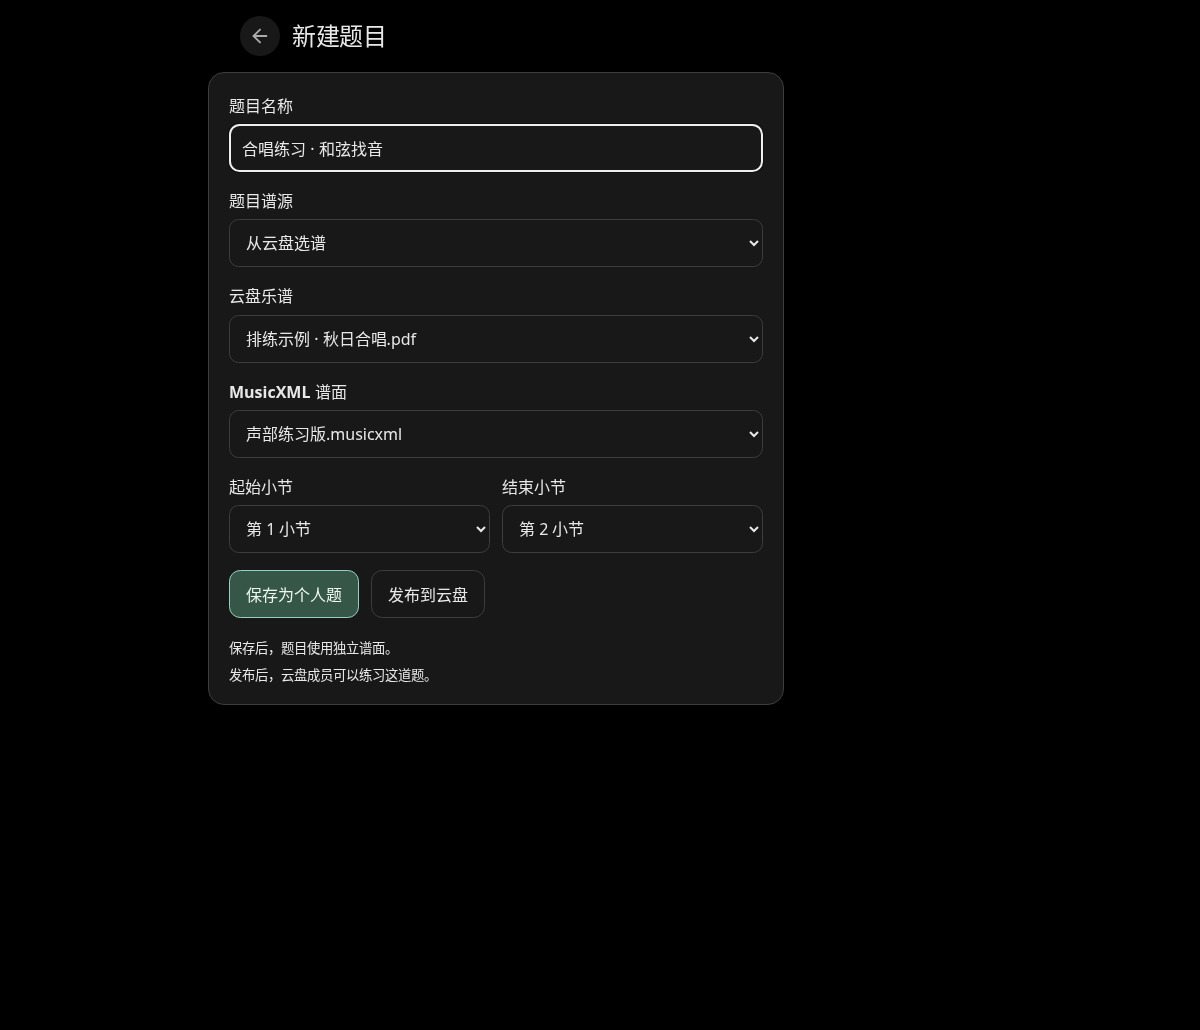 新建题目
题目名称
合唱练习 · 和弦找音
题目谱源
从云盘选谱
云盘乐谱
排练示例 · 秋日合唱.pdf
MusicXML 谱面
声部练习版.musicxml
起始小节 结束小节
第 1 小节 第 2 小节
保存为个人题 发布到云盘
保存后，题目使用独立谱面。
发布后，云盘成员可以练习这道题。